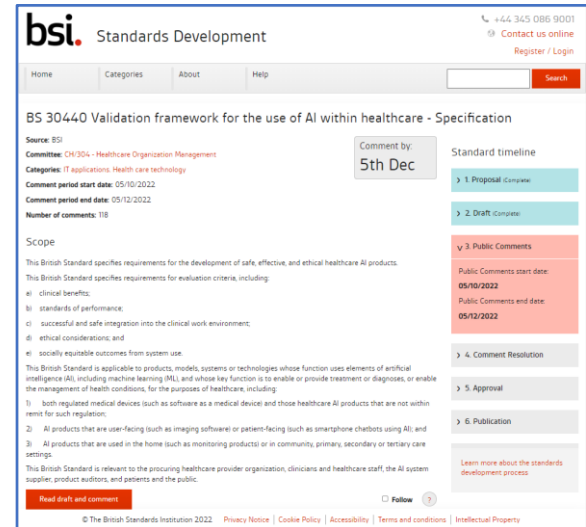 bsi. Standards Development
+44 345 086 9001
Contact us online
Register / Login
Home Categories About Help Search
BS 30440 Validation framework for the use of AI within healthcare - Specification
Source: BSI
Committee: CH/304 - Healthcare Organization Management
Categories: IT applications. Health care technology
Comment period start date: 05/10/2022
Comment period end date: 05/12/2022
Number of comments: 118
Comment by:
5th Dec
Scope
This British Standard specifies requirements for the development of safe, effective, and ethical healthcare AI products.
This British Standard specifies requirements for evaluation criteria, including:
a) clinical benefits;
b) standards of performance;
c) successful and safe integration into the clinical work environment;
d) ethical considerations; and
e) socially equitable outcomes from system use.
This British Standard is applicable to products, models, systems or technologies whose function uses elements of artificial
intelligence (AI), including machine learning (ML), and whose key function is to enable or provide treatment or diagnoses, or enable
the management of health conditions, for the purposes of healthcare, including:
1) both regulated medical devices (such as software as a medical device) and those healthcare AI products that are not within
remit for such regulation;
2) AI products that are user-facing (such as imaging software) or patient-facing (such as smartphone chatbots using AI); and
3) AI products that are used in the home (such as monitoring products) or in community, primary, secondary or tertiary care
settings.
This British Standard is relevant to the procuring healthcare provider organization, clinicians and healthcare staff, the AI system
supplier, product auditors, and patients and the public.
Read draft and comment
Follow ?
Standard timeline
> 1. Proposal (Complete)
> 2. Draft (Complete)
v 3. Public Comments
Public Comments start date:
05/10/2022
Public Comments end date:
05/12/2022
> 4. Comment Resolution
> 5. Approval
> 6. Publication
Learn more about the standards
development process
© The British Standards Institution 2022 Privacy Notice | Cookie Policy | Accessibility | Terms and conditions | Intellectual Property